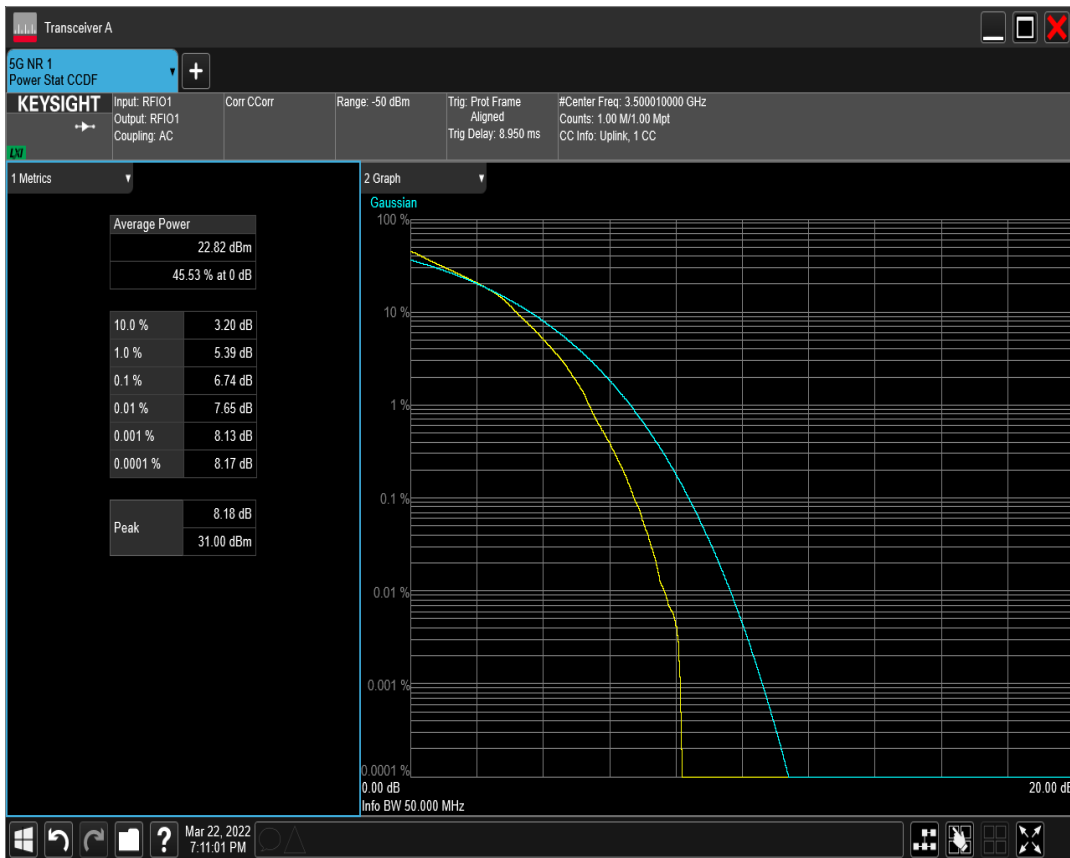 Transceiver A
5G NR 1
Power Stat CCDF
KEYSIGHT
LXI
Input: RFIO1
Output: RFIO1
Coupling: AC
Corr CCorr
Range: -50 dBm
Trig: Prot Frame
Aligned
Trig Delay: 8.950 ms
#Center Freq: 3.500010000 GHz
Counts: 1.00 M/1.00 Mpt
CC Info: Uplink, 1 CC
1 Metrics
Average Power
22.82 dBm
45.53 % at 0 dB
10.0 % 3.20 dB
1.0 % 5.39 dB
0.1 % 6.74 dB
0.01 % 7.65 dB
0.001 % 8.13 dB
0.0001 % 8.17 dB
Peak 8.18 dB
31.00 dBm
2 Graph
Gaussian
100 %
10 %
1 %
0.1 %
0.01 %
0.001 %
0.0001 %
0.00 dB 20.00 dB
Info BW 50.000 MHz
?
Mar 22, 2022
7:11:01 PM